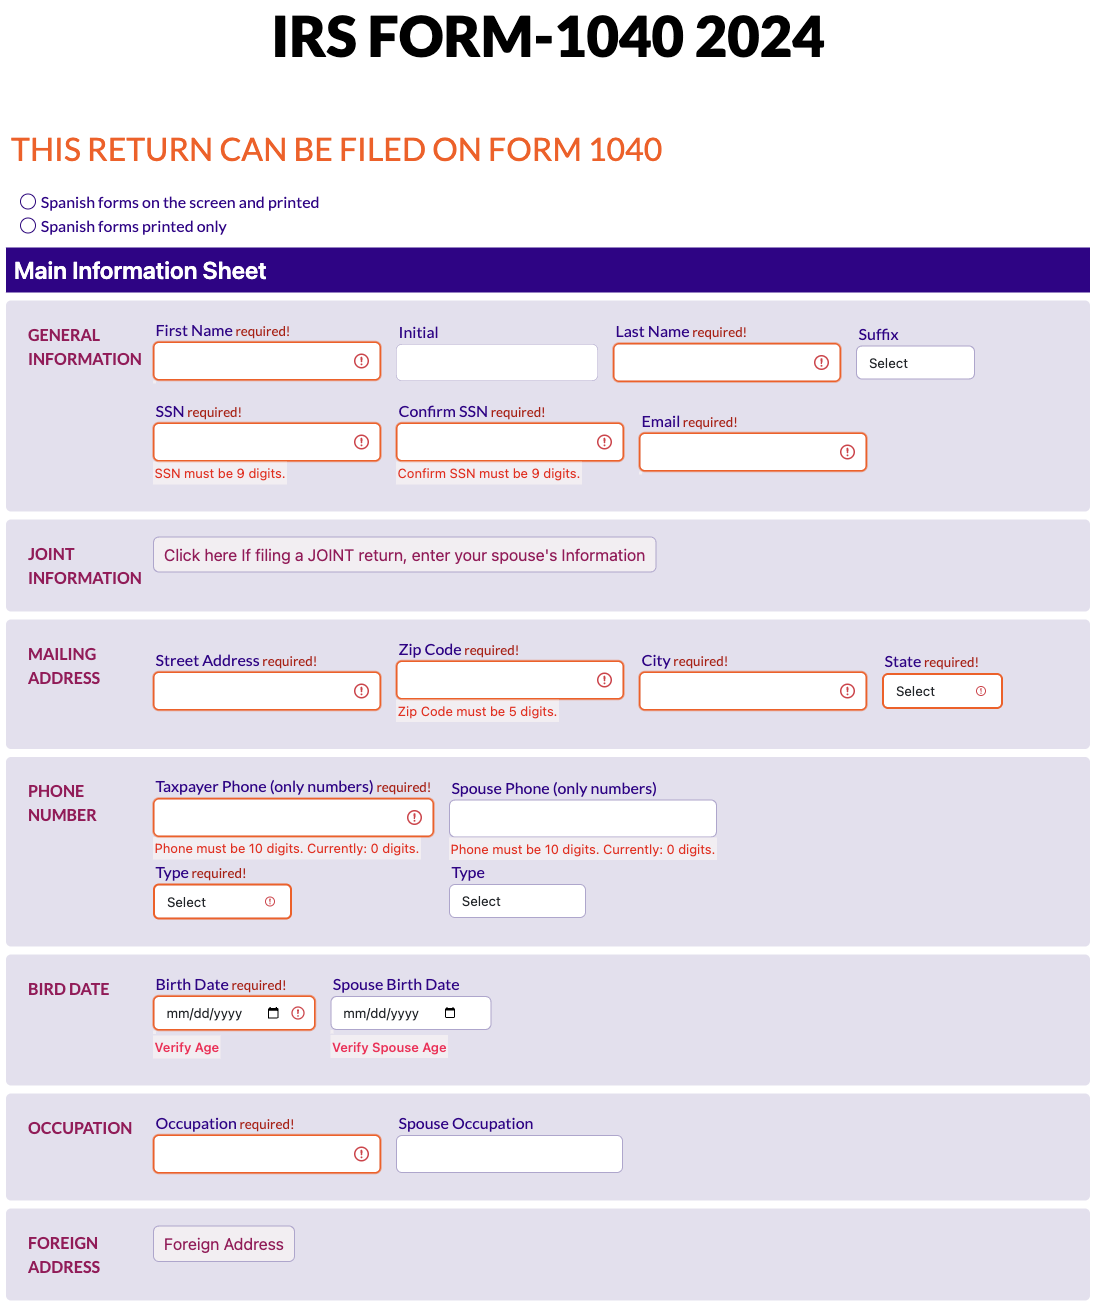 IRS FORM-1040 2024
THIS RETURN CAN BE FILED ON FORM 1040
Spanish forms on the screen and printed
Spanish forms printed only
Main Information Sheet
GENERAL
INFORMATION
First Name required!
Initial
Last Name required!
Suffix
Select
SSN required!
Confirm SSN required!
Email required!
SSN must be 9 digits.
Confirm SSN must be 9 digits.
JOINT
INFORMATION
Click here If filing a JOINT return, enter your spouse's Information
MAILING
ADDRESS
Street Address required!
Zip Code required!
City required!
State required!
Select
Zip Code must be 5 digits.
PHONE
NUMBER
Taxpayer Phone (only numbers) required!
Spouse Phone (only numbers)
Phone must be 10 digits. Currently: 0 digits.
Phone must be 10 digits. Currently: 0 digits.
Type required!
Type
Select
Select
BIRD DATE
Birth Date required!
Spouse Birth Date
mm/dd/yyyy
mm/dd/yyyy
Verify Age
Verify Spouse Age
OCCUPATION
Occupation required!
Spouse Occupation
FOREIGN
ADDRESS
Foreign Address